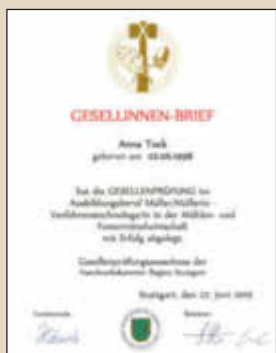 GESELLINNEN-BRIEF
Anna
geboren am
hat die GESELLENPRÜFUNG im
Ausbildungsberuf Müller/Müllerin -
Verfahrenstechnologe/in in der Mühlen- und
Futtermittelwirtschaft
mit Erfolg abgelegt.
Gesellenprüfungsausschuss der
Handwerkskammer Region Stuttgart
Stuttgart, den Juni